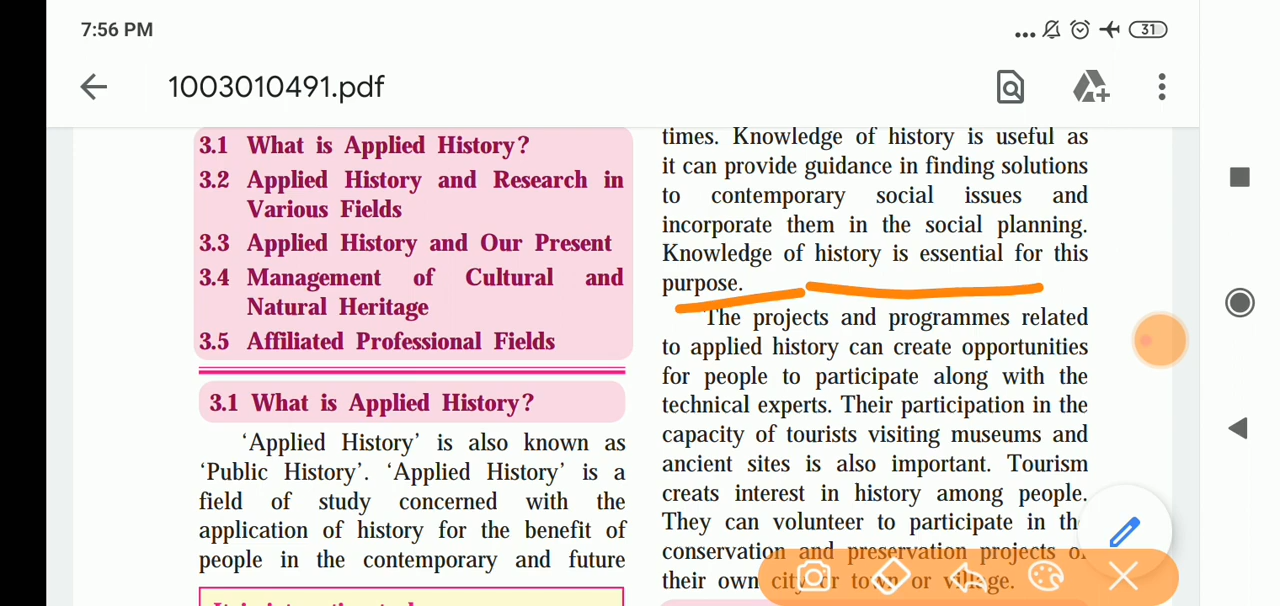 7:56 PM
31
1003010491.pdf
3.1 What is Applied History?
3.2 Applied History and Research in
Various Fields
3.3 Applied History and Our Present
3.4 Management of Cultural and
Natural Heritage
3.5 Affiliated Professional Fields
3.1 What is Applied History?
‘Applied History’ is also known as
‘Public History’. ‘Applied History’ is a
field of study concerned with the
application of history for the benefit of
people in the contemporary and future
times. Knowledge of history is useful as
it can provide guidance in finding solutions
to contemporary social issues and
incorporate them in the social planning.
Knowledge of history is essential for this
purpose.
The projects and programmes related
to applied history can create opportunities
for people to participate along with the
technical experts. Their participation in the
capacity of tourists visiting museums and
ancient sites is also important. Tourism
creats interest in history among people.
They can volunteer to participate in the
conservation and preservation projects of
their own city or town or village.